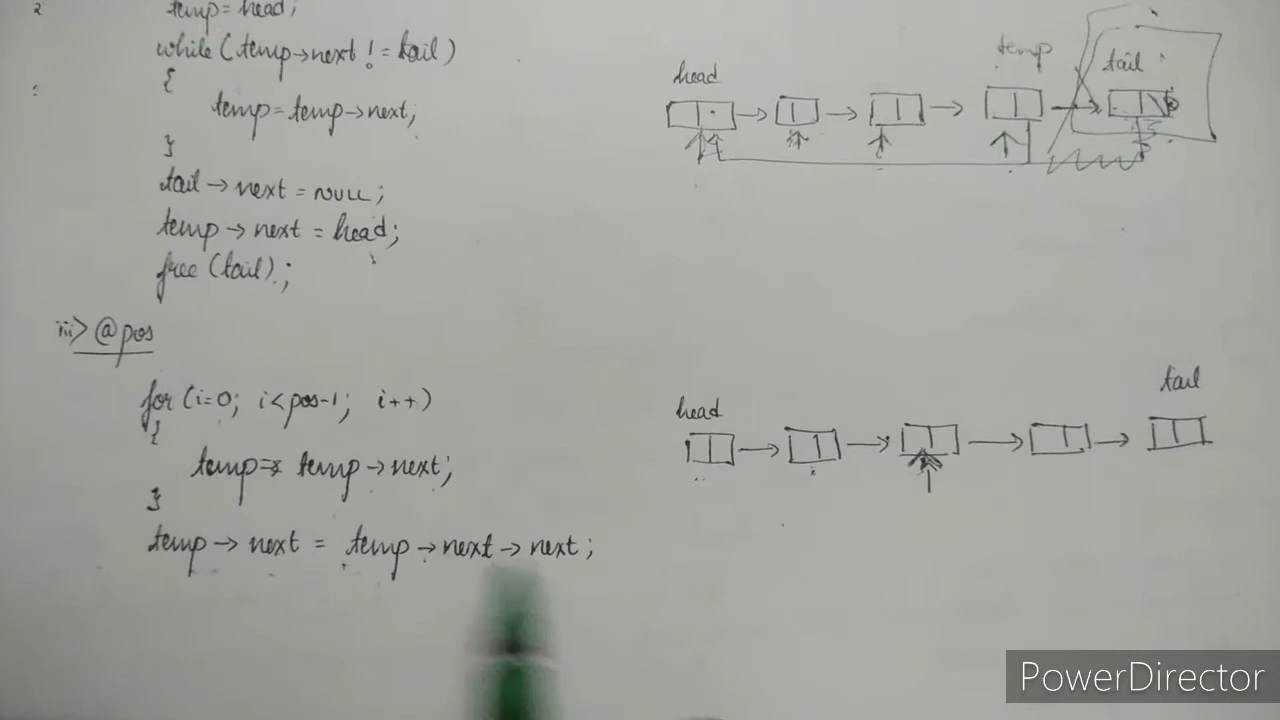 temp = head;
while (temp→next != tail)
{
temp = temp→next;
}
tail → next = NULL;
temp → next = head;
free (tail);
head
temp
tail
iii> @pos
for (i=0; i<pos-1; i++)
{
temp = temp → next;
}
temp → next = temp → next → next;
head
tail
PowerDirector